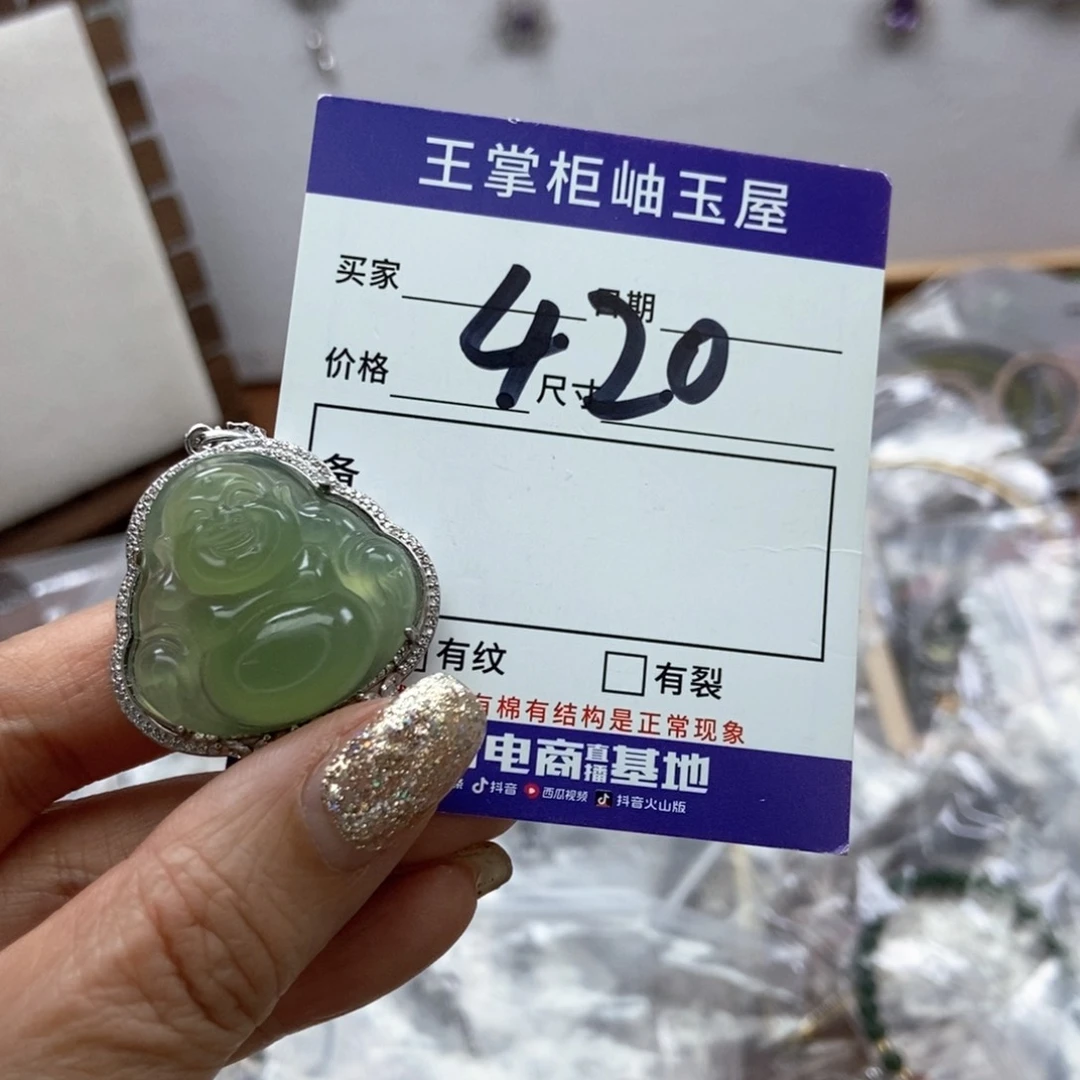 王掌柜岫玉屋
买家 日期
4.20
价格 尺寸
备
有纹 有裂
有棉有结构是正常现象
电商直播基地
抖音 西瓜视频 抖音火山版